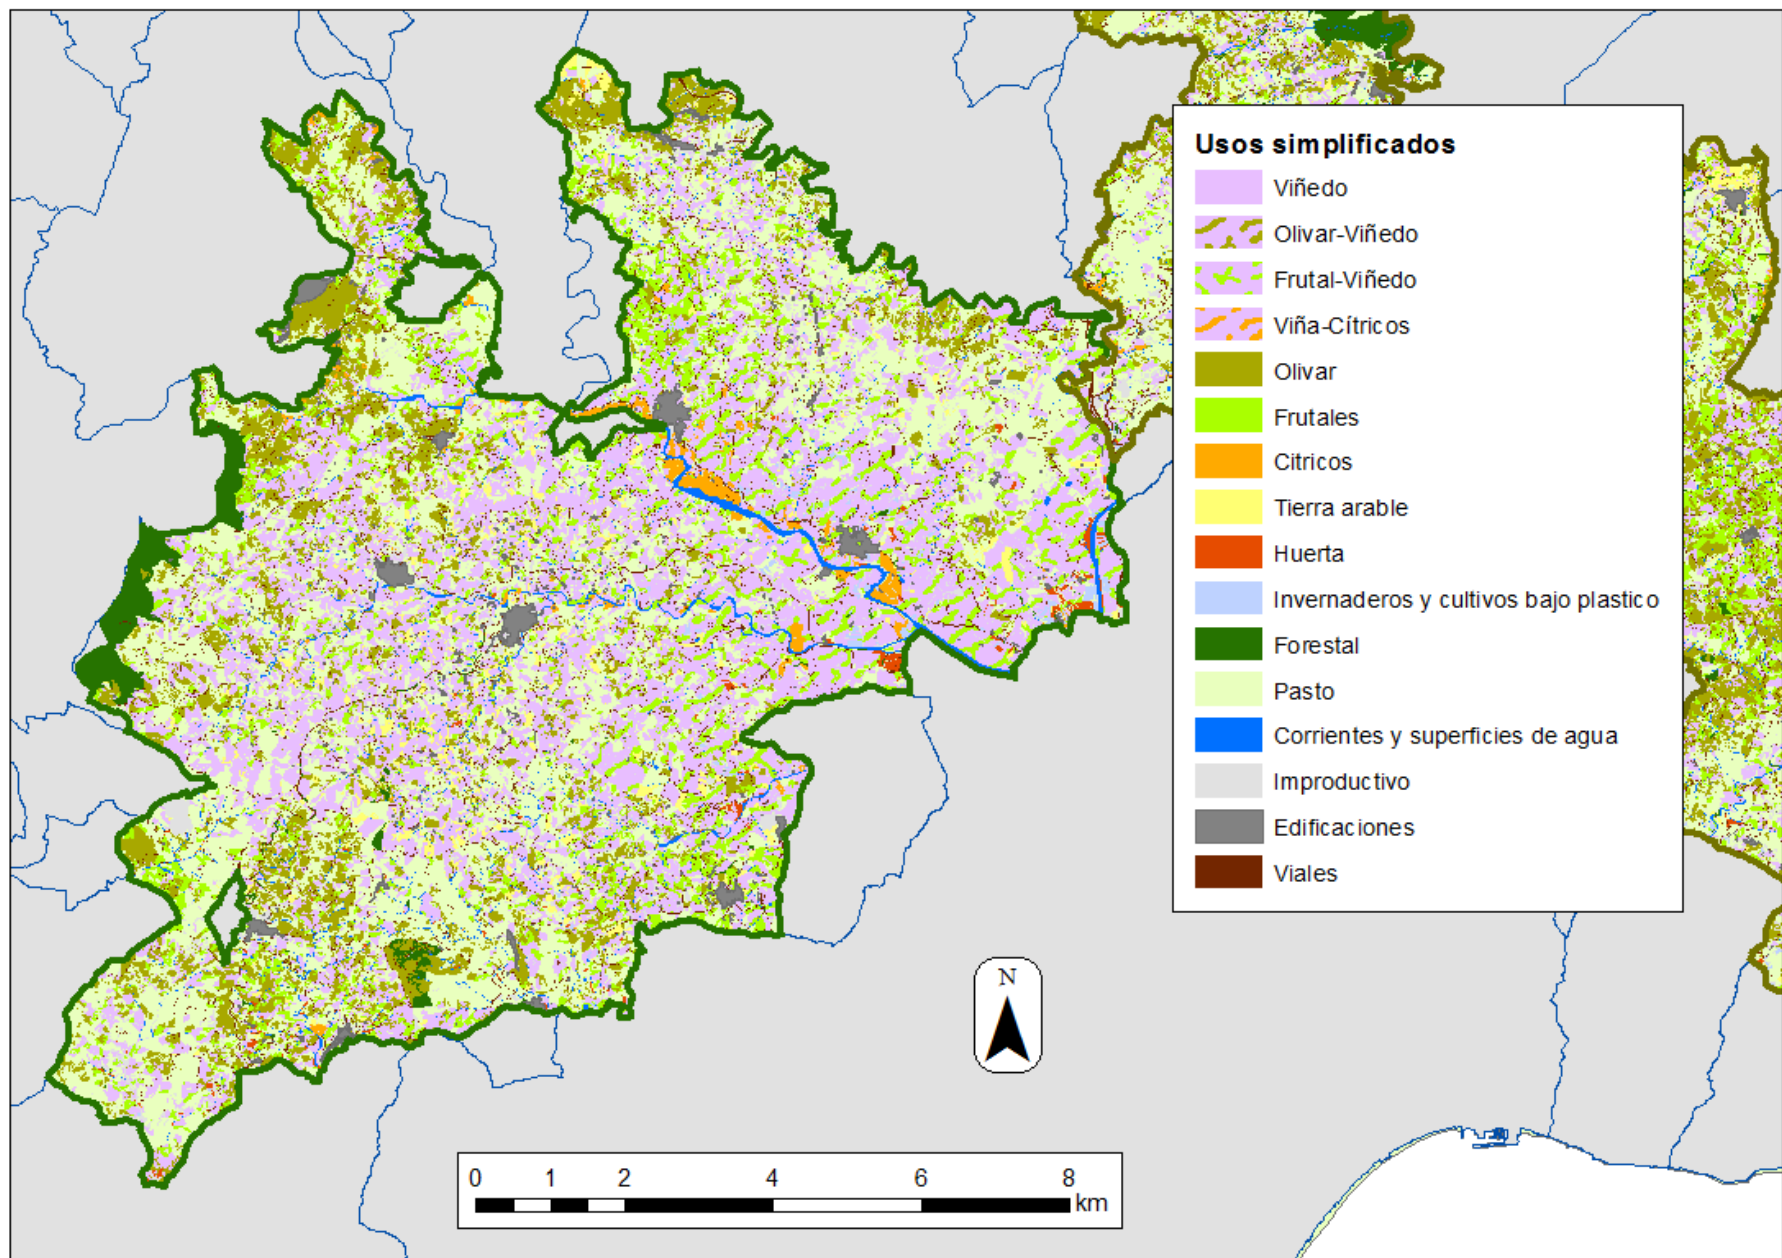 Usos simplificados
Viñedo
Olivar-Viñedo
Frutal-Viñedo
Viña-Cítricos
Olivar
Frutales
Citricos
Tierra arable
Huerta
Invernaderos y cultivos bajo plastico
Forestal
Pasto
Corrientes y superficies de agua
Improductivo
Edificaciones
Viales
N
0 1 2 4 6 8
km